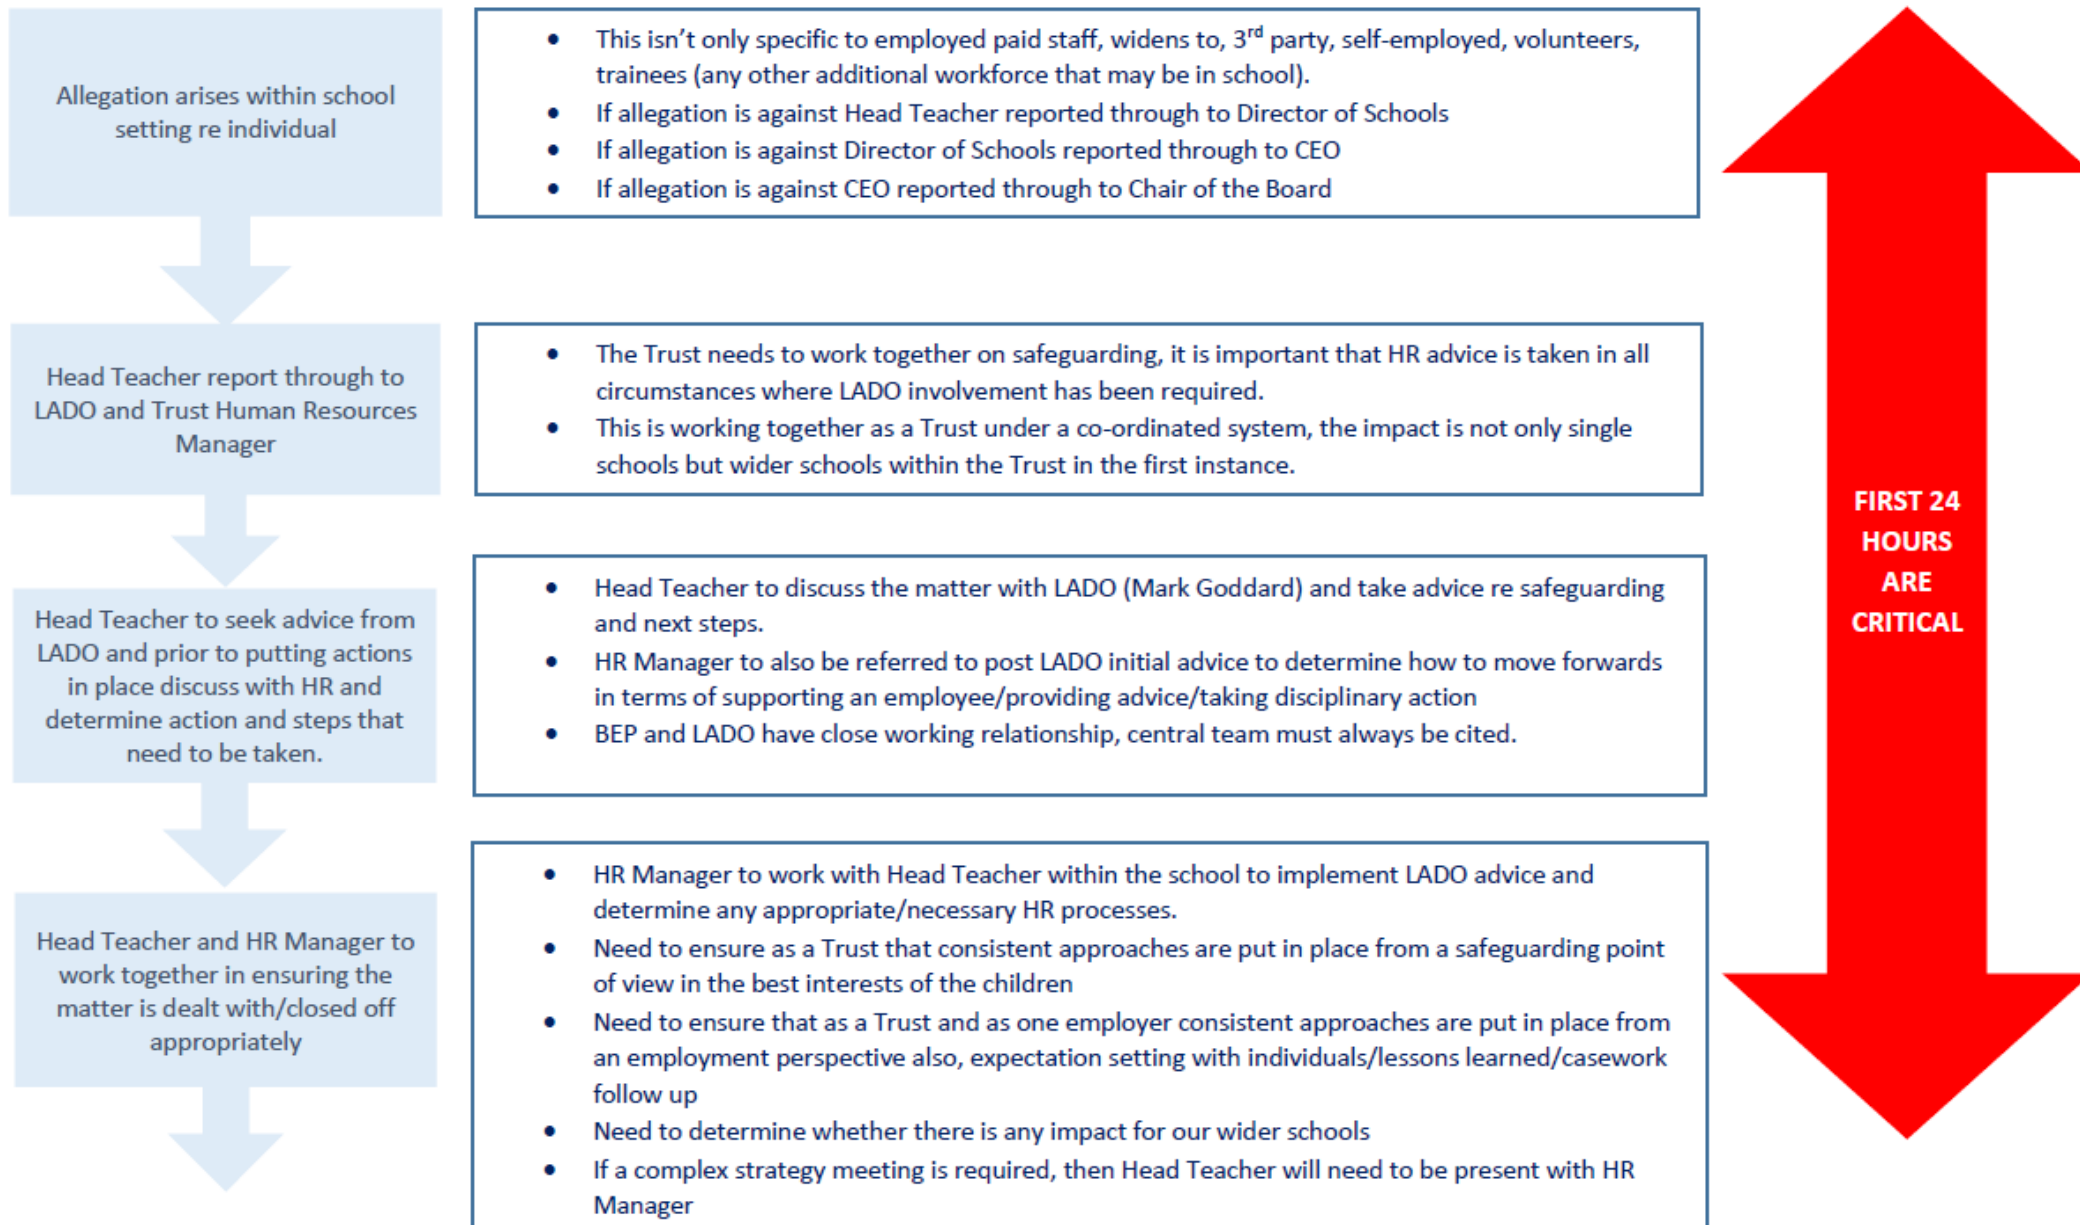 Allegation arises within school
setting re individual
• This isn’t only specific to employed paid staff, widens to, 3rd party, self-employed, volunteers,
trainees (any other additional workforce that may be in school).
• If allegation is against Head Teacher reported through to Director of Schools
• If allegation is against Director of Schools reported through to CEO
• If allegation is against CEO reported through to Chair of the Board
Head Teacher report through to
LADO and Trust Human Resources
Manager
• The Trust needs to work together on safeguarding, it is important that HR advice is taken in all
circumstances where LADO involvement has been required.
• This is working together as a Trust under a co-ordinated system, the impact is not only single
schools but wider schools within the Trust in the first instance.
Head Teacher to seek advice from
LADO and prior to putting actions
in place discuss with HR and
determine action and steps that
need to be taken.
• Head Teacher to discuss the matter with LADO (Mark Goddard) and take advice re safeguarding
and next steps.
• HR Manager to also be referred to post LADO initial advice to determine how to move forwards
in terms of supporting an employee/providing advice/taking disciplinary action
• BEP and LADO have close working relationship, central team must always be cited.
Head Teacher and HR Manager to
work together in ensuring the
matter is dealt with/closed off
appropriately
• HR Manager to work with Head Teacher within the school to implement LADO advice and
determine any appropriate/necessary HR processes.
• Need to ensure as a Trust that consistent approaches are put in place from a safeguarding point
of view in the best interests of the children
• Need to ensure that as a Trust and as one employer consistent approaches are put in place from
an employment perspective also, expectation setting with individuals/lessons learned/casework
follow up
• Need to determine whether there is any impact for our wider schools
• If a complex strategy meeting is required, then Head Teacher will need to be present with HR
Manager
FIRST 24
HOURS
ARE
CRITICAL